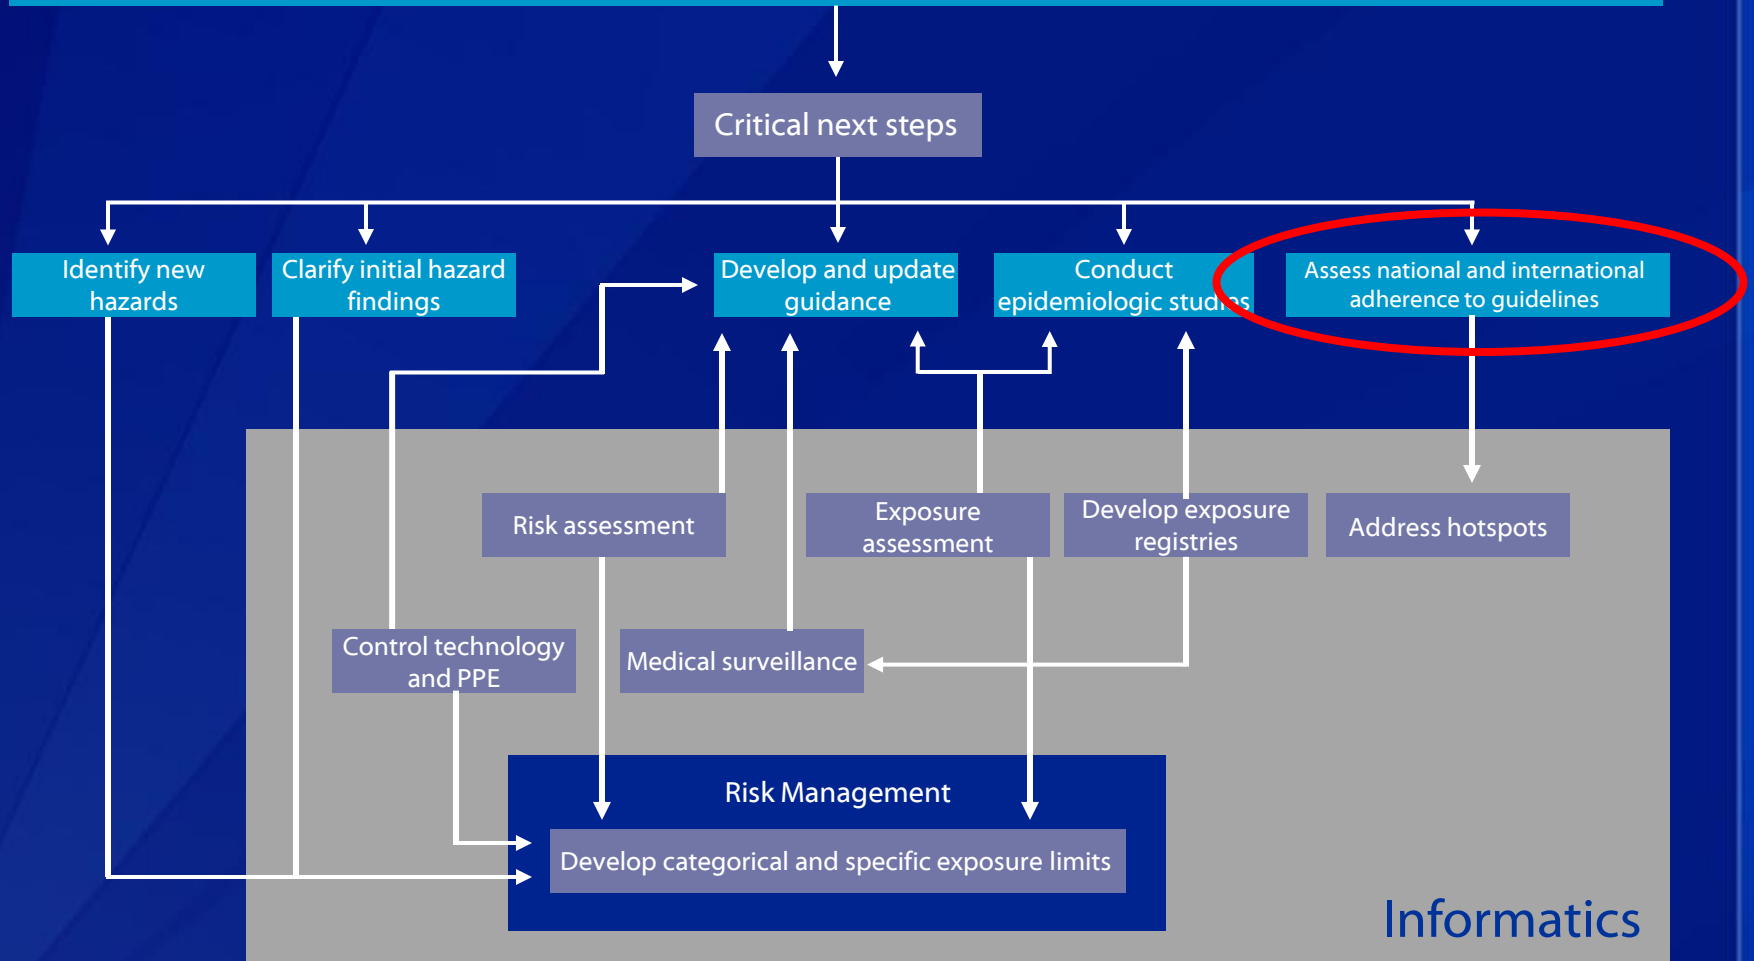 Critical next steps
Identify new
hazards
Clarify initial hazard
findings
Develop and update
guidance
Conduct
epidemiologic studies
Assess national and international
adherence to guidelines
Risk assessment
Exposure
assessment
Develop exposure
registries
Address hotspots
Control technology
and PPE
Medical surveillance
Risk Management
Develop categorical and specific exposure limits
Informatics